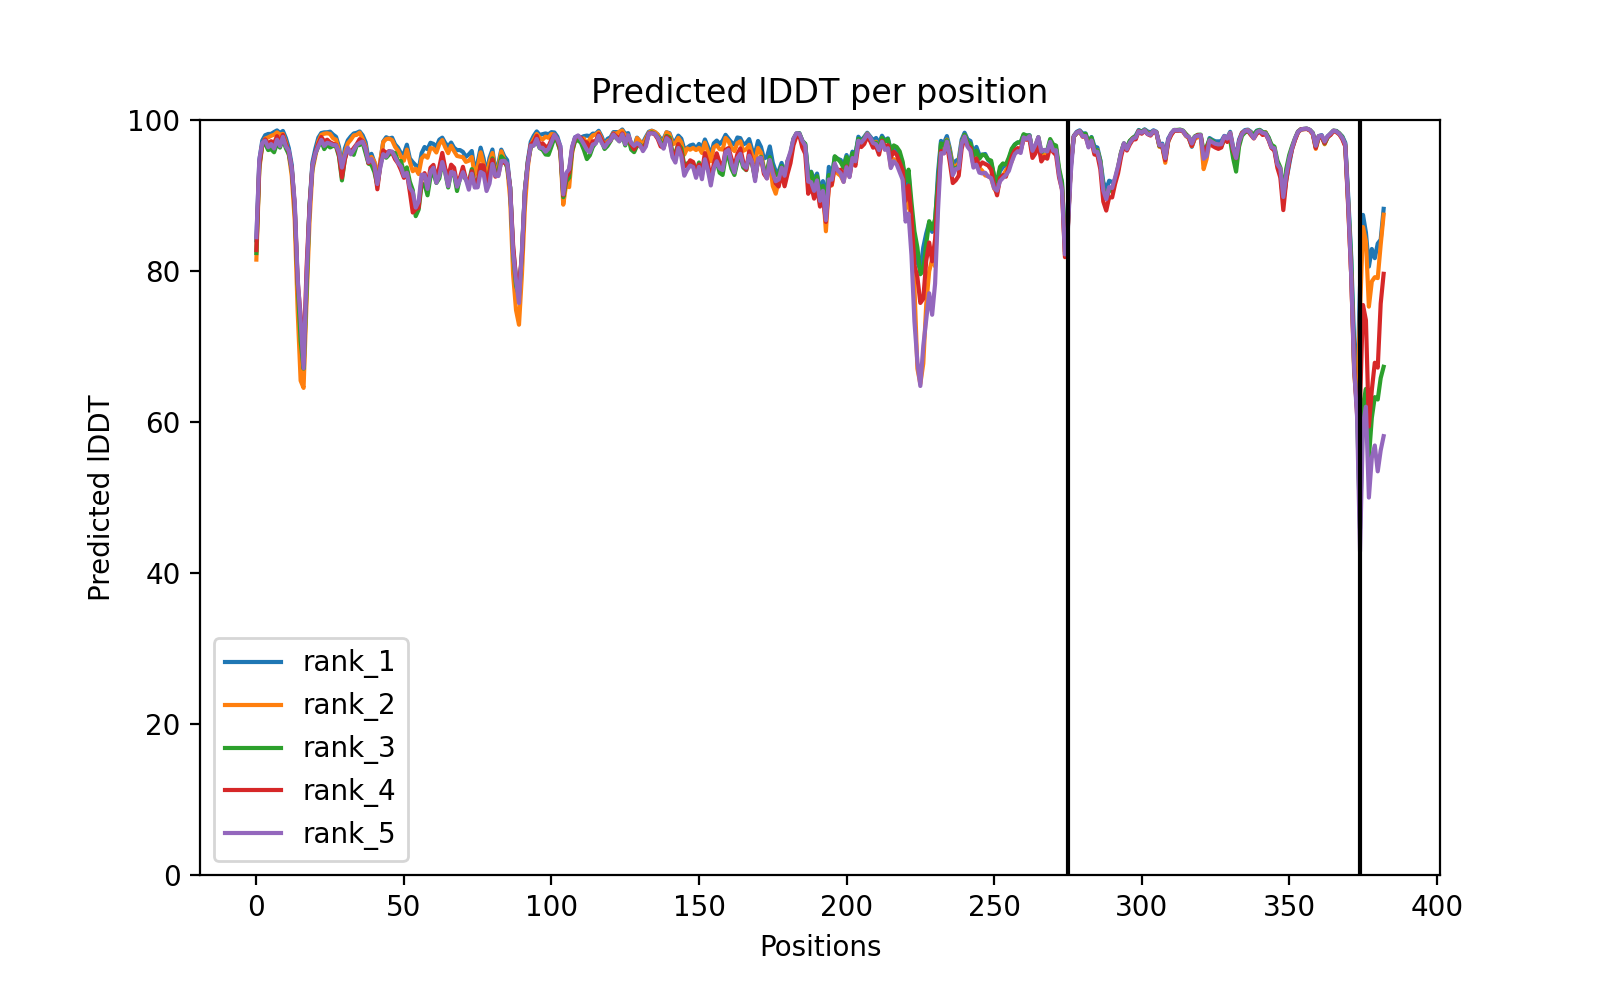 Predicted lDDT per position
100
80
60
40
20
0
Predicted lDDT
rank_1
rank_2
rank_3
rank_4
rank_5
0 50 100 150 200 250 300 350 400
Positions